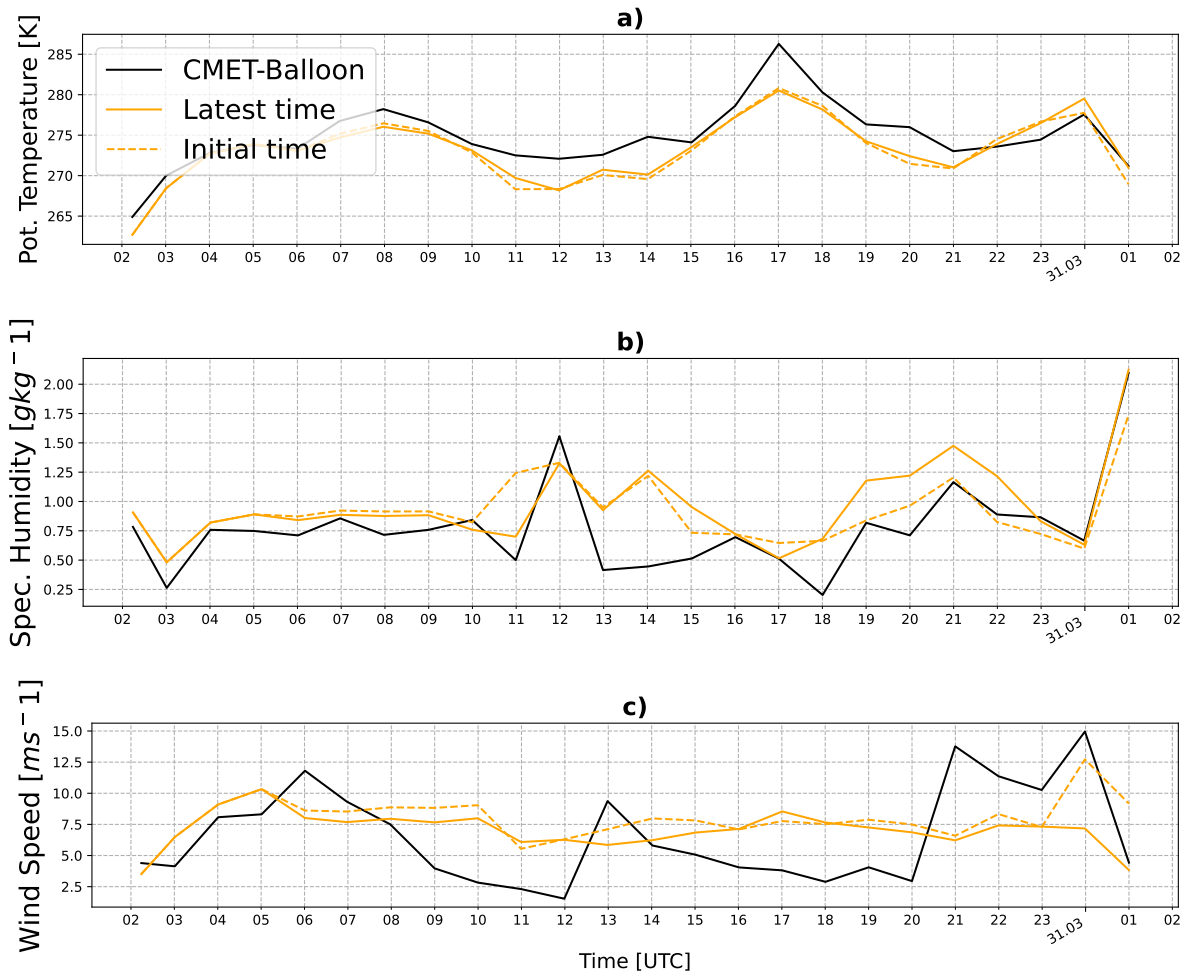 a)
Pot. Temperature [K]
285
280
275
270
265
CMET-Balloon
Latest time
Initial time
02 03 04 05 06 07 08 09 10 11 12 13 14 15 16 17 18 19 20 21 22 23 31.03 01 02
b)
Spec. Humidity [gkg − 1]
2.00
1.75
1.50
1.25
1.00
0.75
0.50
0.25
02 03 04 05 06 07 08 09 10 11 12 13 14 15 16 17 18 19 20 21 22 23 31.03 01 02
c)
Wind Speed [ms − 1]
15.0
12.5
10.0
7.5
5.0
2.5
02 03 04 05 06 07 08 09 10 11 12 13 14 15 16 17 18 19 20 21 22 23 31.03 01 02
Time [UTC]